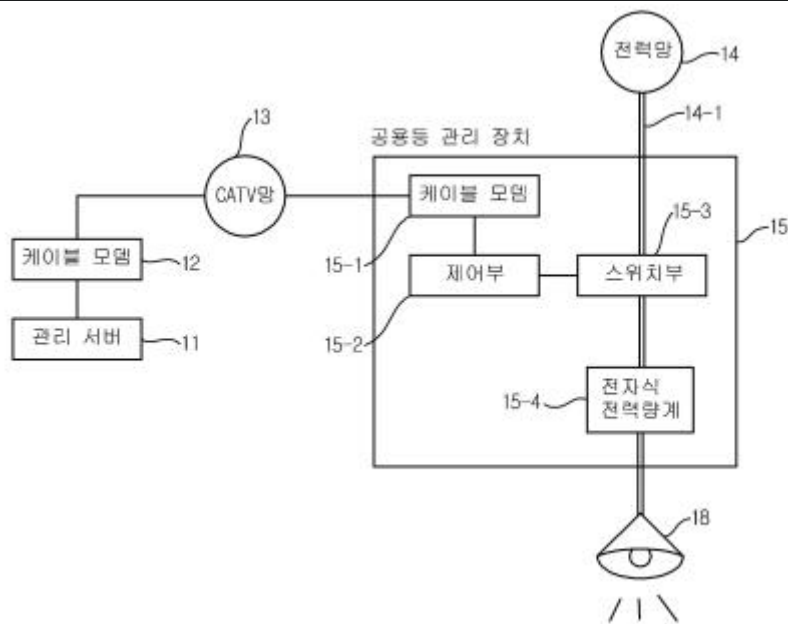 전력망
14
14-1
공용등 관리 장치
13
CATV망
케이블 모뎀
15-3
15
15-1
케이블 모뎀
12
제어부
스위치부
관리 서버
11
15-2
15-4
전자식
전력량계
18